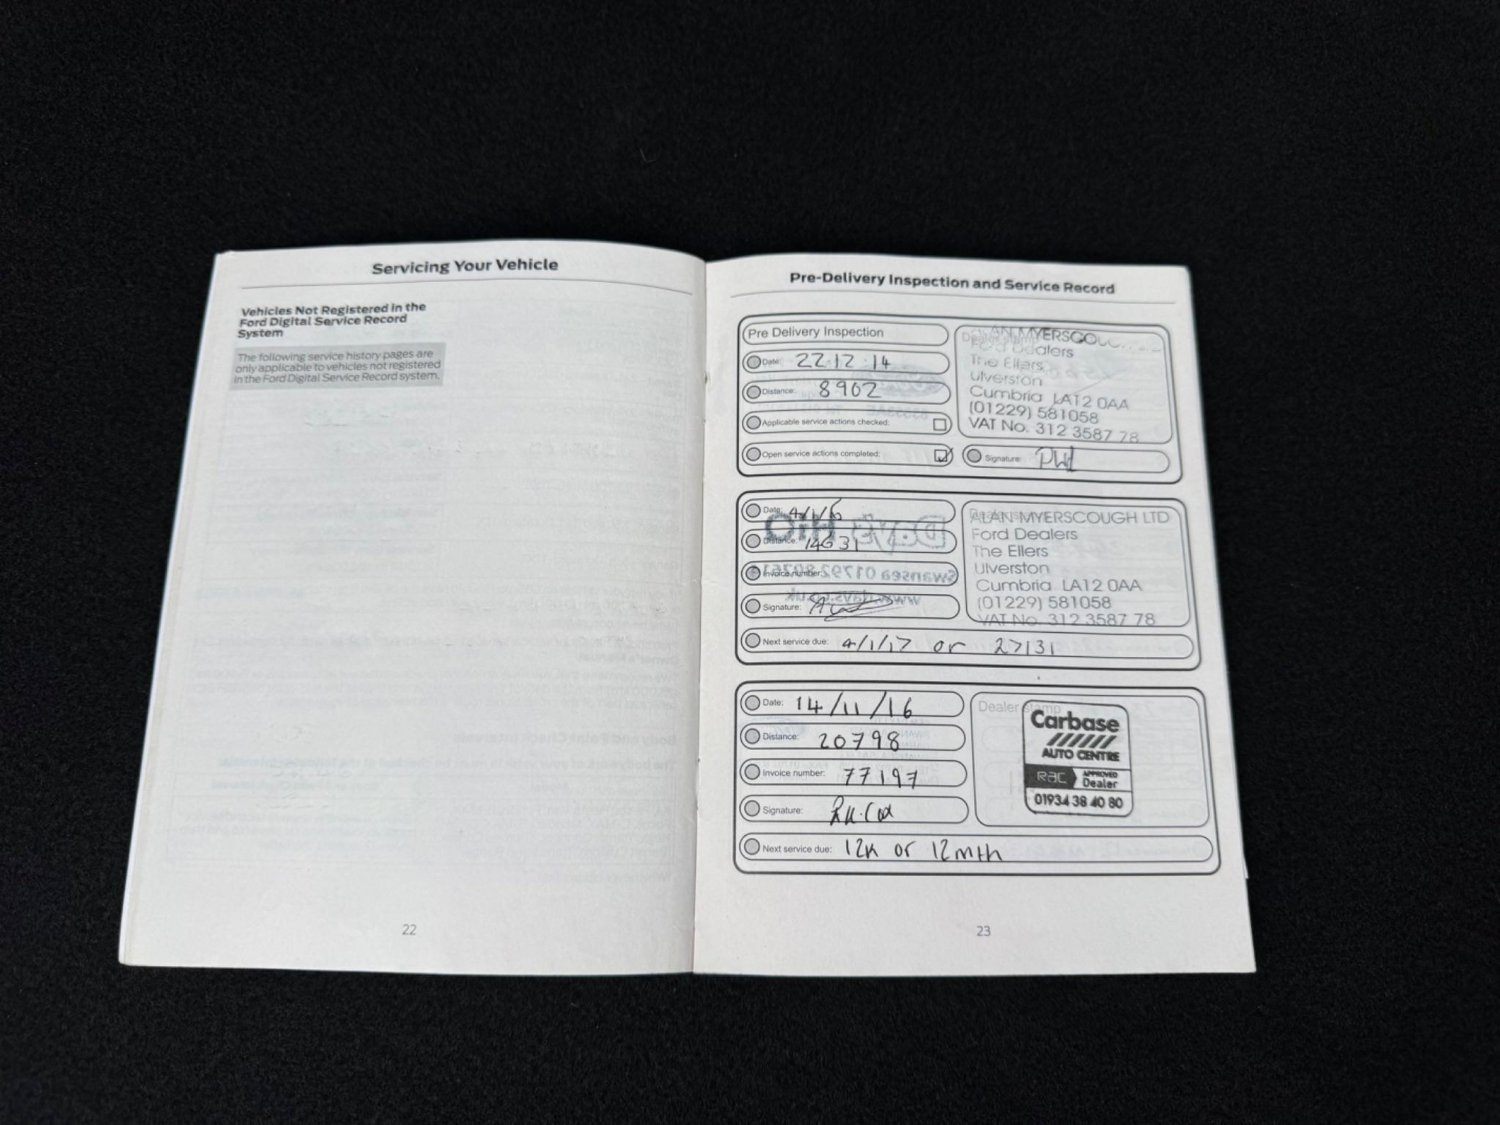 Servicing Your Vehicle
Vehicles Not Registered in the
Ford Digital Service Record
System
The following service history pages are
only applicable to vehicles not registered
in the Ford Digital Service Record system.
22
Pre-Delivery Inspection and Service Record
Pre Delivery Inspection
Date: 22.12.14
Distance: 8902
Applicable service actions checked:
Open service actions completed:
ALAN MYERSCOUGH
Ford Dealers
The Ellers
Ulverston
Cumbria LA12 0AA
(01229) 581058
VAT No. 312 3587 78
Signature:
Date: 4/1/16
Distance: 14631
Invoice number:
Signature:
Next service due: 4/1/17 or 27131
Dealer stamp
ALAN MYERSCOUGH LTD
Ford Dealers
The Ellers
Ulverston
Cumbria LA12 0AA
(01229) 581058
VAT No. 312 3587 78
Date: 14/11/16
Distance: 20798
Invoice number: 77197
Signature:
Next service due: 12K or 12mth
Dealer stamp
Carbase
AUTO CENTRE
RAC APPROVED
Dealer
01934 38 40 80
23